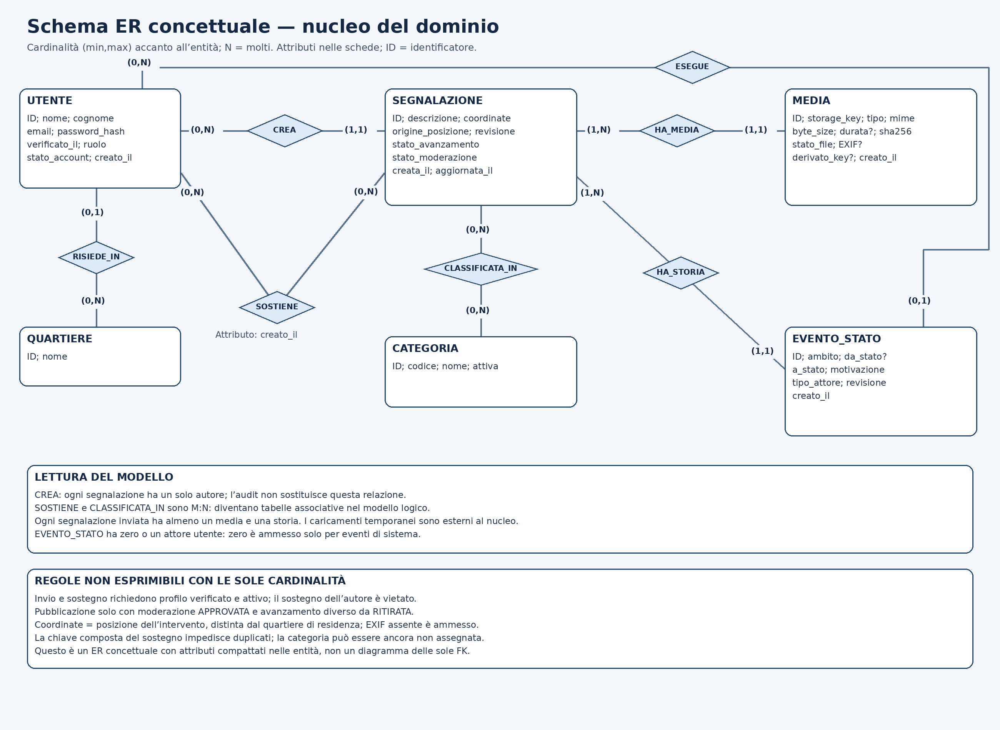 Schema ER concettuale — nucleo del dominio
Cardinalità (min,max) accanto all’entità; N = molti. Attributi nelle schede; ID = identificatore.
(0,N)
ESEGUE
UTENTE
ID; nome; cognome
email; password_hash
verificato_il; ruolo
stato_account; creato_il
(0,N)
CREA
(1,1)
SEGNALAZIONE
ID; descrizione; coordinate
origine_posizione; revisione
stato_avanzamento
stato_moderazione
creata_il; aggiornata_il
(1,N)
HA_MEDIA
(1,1)
MEDIA
ID; storage_key; tipo; mime
byte_size; durata?; sha256
stato_file; EXIF?
derivato_key?; creato_il
(0,N)
(0,N)
(1,N)
(0,1)
(0,N)
RISIEDE_IN
CLASSIFICATA_IN
HA_STORIA
(0,N)
SOSTIENE
(0,N)
(0,1)
Attributo: creato_il
QUARTIERE
ID; nome
CATEGORIA
ID; codice; nome; attiva
(1,1)
EVENTO_STATO
ID; ambito; da_stato?
a_stato; motivazione
tipo_attore; revisione
creato_il
LETTURA DEL MODELLO
CREA: ogni segnalazione ha un solo autore; l’audit non sostituisce questa relazione.
SOSTIENE e CLASSIFICATA_IN sono M:N: diventano tabelle associative nel modello logico.
Ogni segnalazione inviata ha almeno un media e una storia. I caricamenti temporanei sono esterni al nucleo.
EVENTO_STATO ha zero o un attore utente: zero è ammesso solo per eventi di sistema.
REGOLE NON ESPRIMIBILI CON LE SOLE CARDINALITÀ
Invio e sostegno richiedono profilo verificato e attivo; il sostegno dell’autore è vietato.
Pubblicazione solo con moderazione APPROVATA e avanzamento diverso da RITIRATA.
Coordinate = posizione dell’intervento, distinta dal quartiere di residenza; EXIF assente è ammesso.
La chiave composta del sostegno impedisce duplicati; la categoria può essere ancora non assegnata.
Questo è un ER concettuale con attributi compattati nelle entità, non un diagramma delle sole FK.